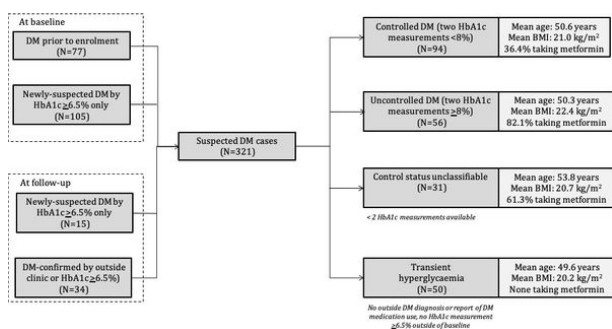 At baseline
DM prior to enrolment
(N=77)
Newly-suspected DM by
HbA1c≥6.5% only
(N=105)
At follow-up
Newly-suspected DM by
HbA1c≥6.5% only
(N=15)
DM-confirmed by outside
clinic or HbA1c≥6.5%)
(N=34)
Suspected DM cases
(N=321)
Controlled DM (two HbA1c
measurements <8%)
(N=94)
Mean age: 50.6 years
Mean BMI: 21.0 kg/m²
36.4% taking metformin
Uncontrolled DM (two HbA1c
measurements ≥8%)
(N=56)
Mean age: 50.3 years
Mean BMI: 22.4 kg/m²
82.1% taking metformin
Control status unclassifiable
(N=31)
Mean age: 53.8 years
Mean BMI: 20.7 kg/m²
61.3% taking metformin
< 2 HbA1c measurements available
Transient
hyperglycaemia
(N=50)
Mean age: 49.6 years
Mean BMI: 20.2 kg/m²
None taking metformin
No outside DM diagnosis or report of DM
medication use, no HbA1c measurement
≥6.5% outside of baseline